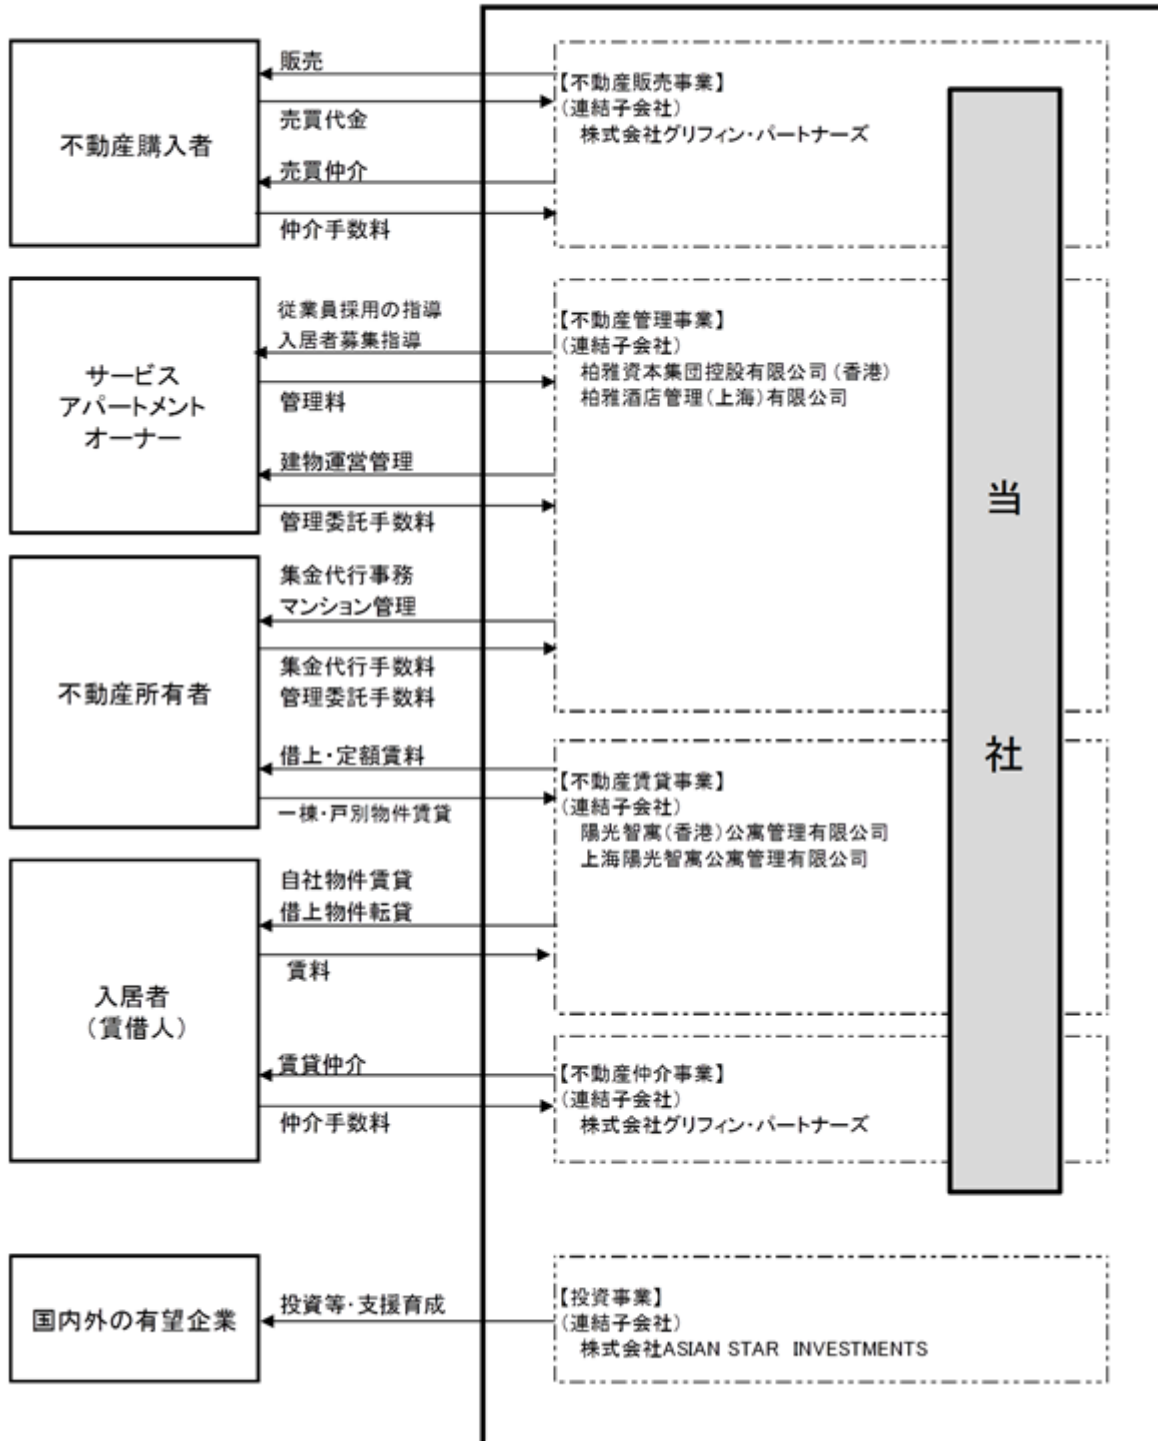 販売
売買代金
不動産購入者
売買仲介
仲介手数料
【不動産販売事業】
(連結子会社)
株式会社グリフィン・パートナーズ
従業員採用の指導
入居者募集指導
サービス
アパートメント
オーナー
管理料
建物運営管理
管理委託手数料
【不動産管理事業】
(連結子会社)
柏雅資本集団控股有限公司(香港)
柏雅酒店管理(上海)有限公司
集金代行事務
マンション管理
不動産所有者
集金代行手数料
管理委託手数料
借上・定額賃料
一棟・戸別物件賃貸
【不動産賃貸事業】
(連結子会社)
陽光智寓(香港)公寓管理有限公司
上海陽光智寓公寓管理有限公司
自社物件賃貸
借上物件転貸
賃料
入居者
(賃借人)
賃貸仲介
仲介手数料
【不動産仲介事業】
(連結子会社)
株式会社グリフィン・パートナーズ
当
社
国内外の有望企業
投資等・支援育成
【投資事業】
(連結子会社)
株式会社ASIAN STAR INVESTMENTS